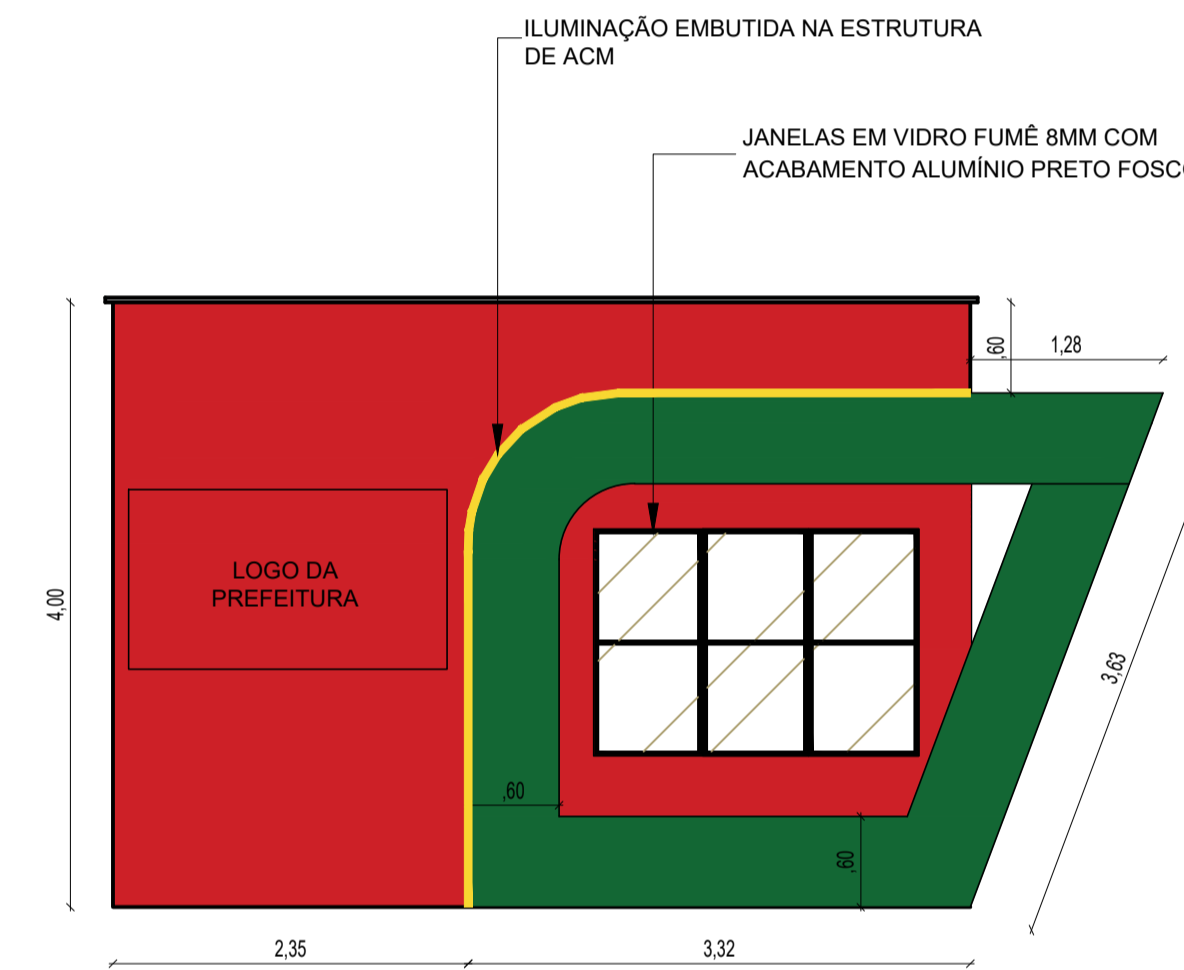 ILUMINAÇÃO EMBUTIDA NA ESTRUTURA
DE ACM
JANELAS EM VIDRO FUMÊ 8MM COM
ACABAMENTO ALUMÍNIO PRETO FOSCO
,60
1,28
4,00
LOGO DA
PREFEITURA
3,63
,60
,60
2,35
3,32